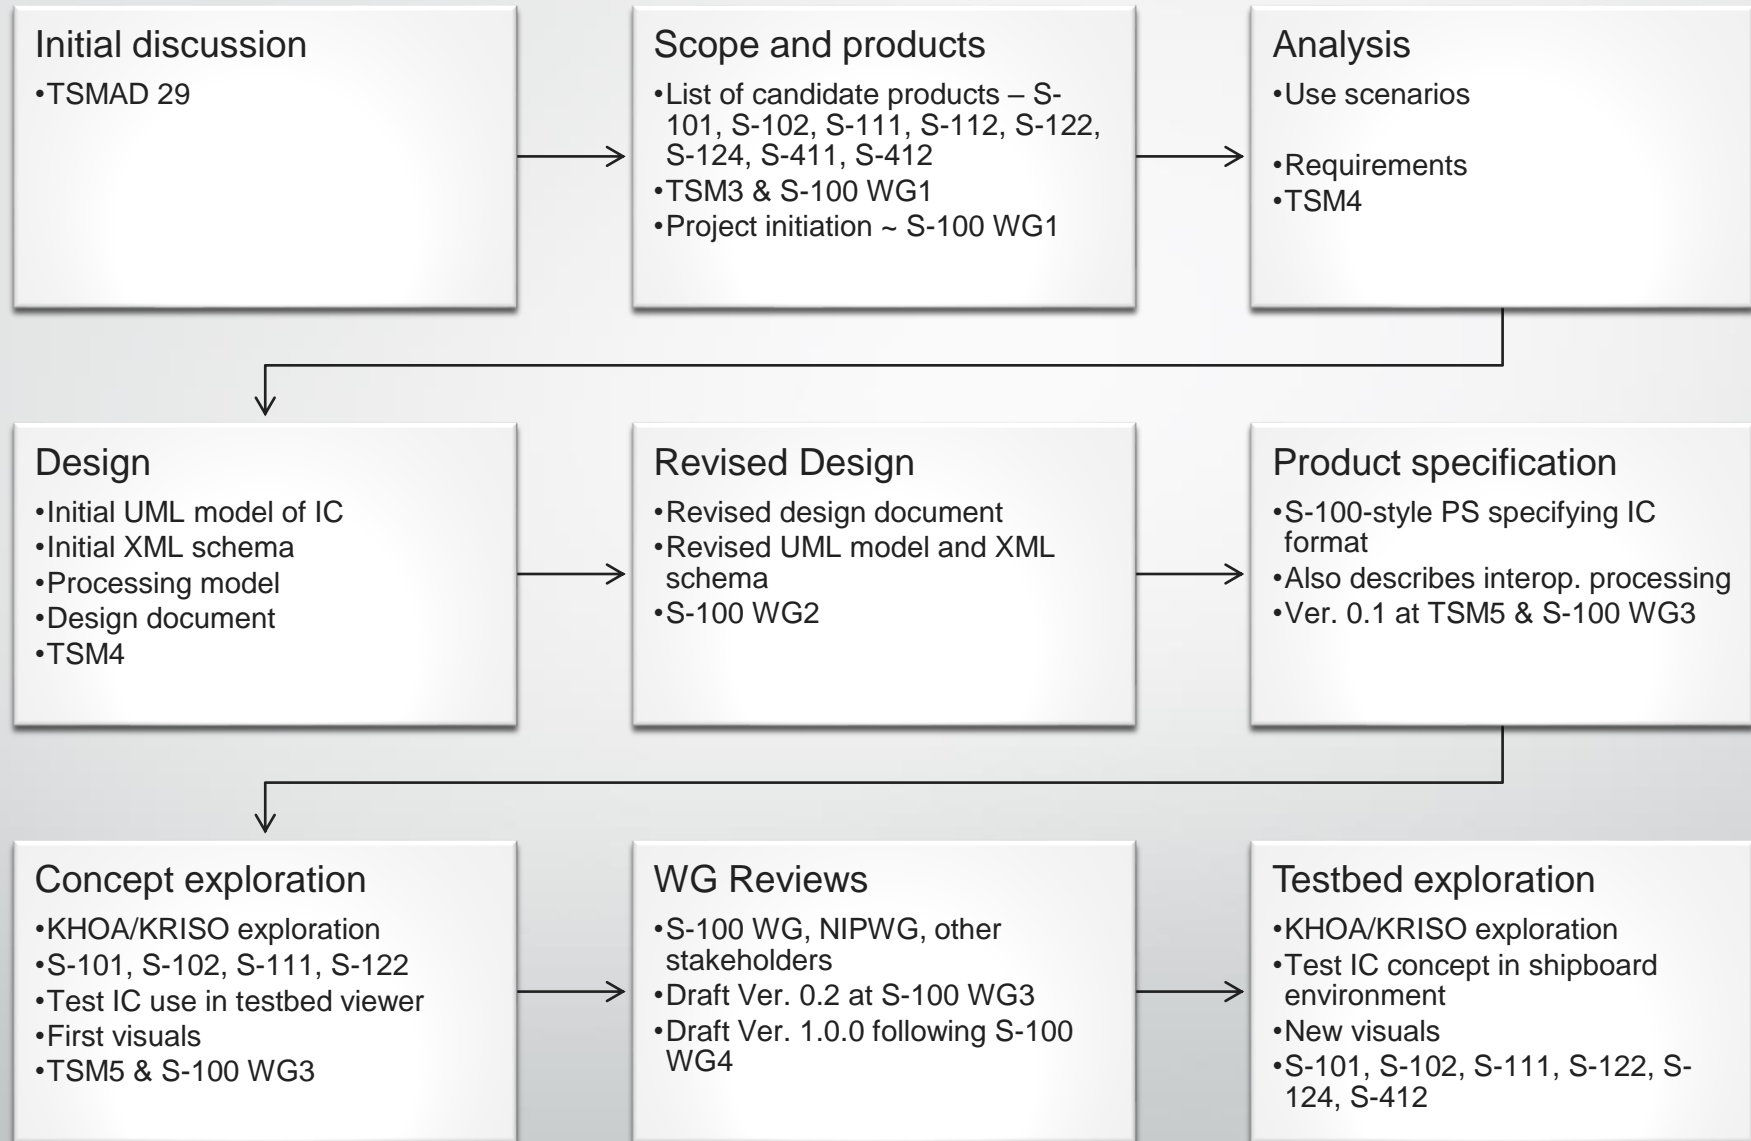 Initial discussion
•TSMAD 29
Scope and products
•List of candidate products – S-
101, S-102, S-111, S-112, S-122,
S-124, S-411, S-412
•TSM3 & S-100 WG1
•Project initiation ~ S-100 WG1
Analysis
•Use scenarios
•Requirements
•TSM4
Design
•Initial UML model of IC
•Initial XML schema
•Processing model
•Design document
•TSM4
Revised Design
•Revised design document
•Revised UML model and XML
schema
•S-100 WG2
Product specification
•S-100-style PS specifying IC
format
•Also describes interop. processing
•Ver. 0.1 at TSM5 & S-100 WG3
Concept exploration
•KHOA/KRISO exploration
•S-101, S-102, S-111, S-122
•Test IC use in testbed viewer
•First visuals
•TSM5 & S-100 WG3
WG Reviews
•S-100 WG, NIPWG, other
stakeholders
•Draft Ver. 0.2 at S-100 WG3
•Draft Ver. 1.0.0 following S-100
WG4
Testbed exploration
•KHOA/KRISO exploration
•Test IC concept in shipboard
environment
•New visuals
•S-101, S-102, S-111, S-122, S-
124, S-412